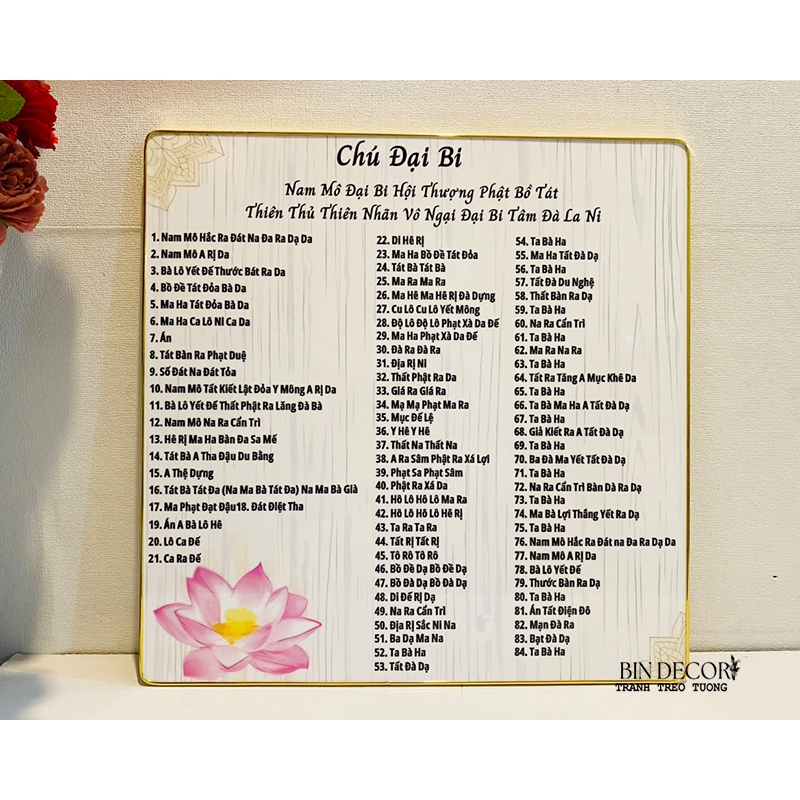 Chú Đại Bi
Nam Mô Đại Bi Hội Thượng Phật Bồ Tát
Thiên Thủ Thiên Nhãn Vô Ngại Đại Bi Tâm Đà La Ni
1. Nam Mô Hắc Ra Đát Na Đa Ra Dạ Da
2. Nam Mô A Rị Da
3. Bà Lô Yết Đế Thước Bát Ra Da
4. Bồ Đề Tát Đỏa Bà Da
5. Ma Ha Tát Đỏa Bà Da
6. Ma Ha Ca Lô Ni Ca Da
7. Án
8. Tát Bàn Ra Phạt Duệ
9. Số Đát Na Đát Tỏa
10. Nam Mô Tất Kiết Lật Đỏa Y Mông A Rị Da
11. Bà Lô Yết Đế Thất Phật Ra Lăng Đà Bà
12. Nam Mô Na Ra Cẩn Trì
13. Hê Rị Ma Ha Bàn Đa Sa Mế
14. Tát Bà A Tha Đậu Du Bằng
15. A Thệ Dựng
16. Tát Bà Tát Đa (Na Ma Bà Tát Đa) Na Ma Bà Già
17. Ma Phạt Đạt Đậu18. Đát Điệt Tha
19. Án A Bà Lô Hê
20. Lô Ca Đế
21. Ca Ra Đế
22. Di Hê Rị
23. Ma Ha Bồ Đề Tát Đỏa
24. Tát Bà Tát Bà
25. Ma Ra Ma Ra
26. Ma Hê Ma Hê Rị Đà Dựng
27. Cu Lô Cu Lô Yết Mông
28. Độ Lô Độ Lô Phạt Xà Da Đế
29. Ma Ha Phạt Xà Da Đế
30. Đà Ra Đà Ra
31. Địa Rị Ni
32. Thất Phật Ra Da
33. Giá Ra Giá Ra
34. Mạ Mạ Phạt Ma Ra
35. Mục Đế Lệ
36. Y Hê Y Hê
37. Thất Na Thất Na
38. A Ra Sâm Phật Ra Xá Lợi
39. Phạt Sa Phạt Sâm
40. Phật Ra Xá Da
41. Hô Lô Hô Lô Ma Ra
42. Hô Lô Hô Lô Hê Rị
43. Ta Ra Ta Ra
44. Tất Rị Tất Rị
45. Tô Rô Tô Rô
46. Bồ Đề Dạ Bồ Đề Dạ
47. Bồ Đà Dạ Bồ Đà Dạ
48. Di Đế Rị Dạ
49. Na Ra Cẩn Trì
50. Địa Rị Sắc Ni Na
51. Ba Dạ Ma Na
52. Ta Bà Ha
53. Tất Đà Dạ
54. Ta Bà Ha
55. Ma Ha Tất Đà Dạ
56. Ta Bà Ha
57. Tất Đà Du Nghệ
58. Thất Bàn Ra Dạ
59. Ta Bà Ha
60. Na Ra Cẩn Trì
61. Ta Bà Ha
62. Ma Ra Na Ra
63. Ta Bà Ha
64. Tất Ra Tăng A Mục Khê Da
65. Ta Bà Ha
66. Ta Bà Ma Ha A Tất Đà Dạ
67. Ta Bà Ha
68. Giả Kiết Ra A Tất Đà Dạ
69. Ta Bà Ha
70. Ba Đà Ma Yết Tất Đà Dạ
71. Ta Bà Ha
72. Na Ra Cẩn Trì Bàn Dà Ra Dạ
73. Ta Bà Ha
74. Ma Bà Lợi Thắng Yết Ra Dạ
75. Ta Bà Ha
76. Nam Mô Hắc Ra Đát na Đa Ra Dạ Da
77. Nam Mô A Rị Da
78. Bà Lô Yết Đế
79. Thước Bàn Ra Dạ
80. Ta Bà Ha
81. Án Tất Điện Đô
82. Mạn Đà Ra
83. Bạt Đà Dạ
84. Ta Bà Ha
BIN DECOR
TRANH TREO TUONG